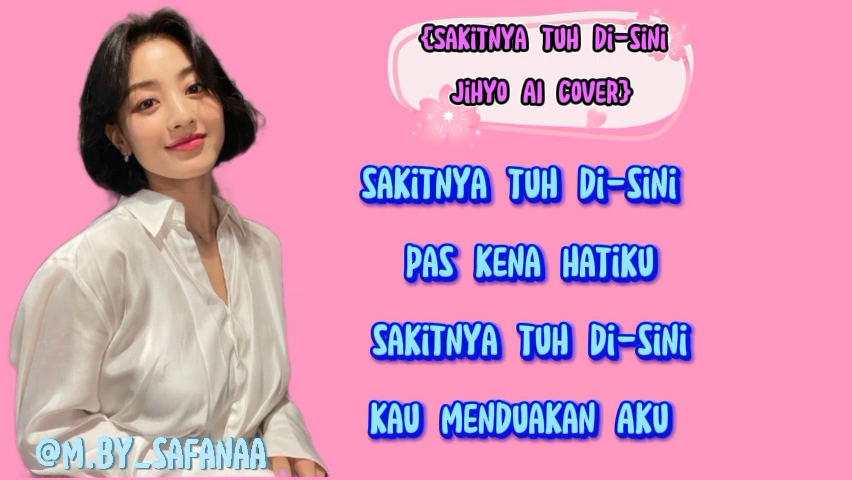 {SAKiTNYA TUH Di-SiNi
JiHYO AI COVER}
SAKiTNYA TUH Di-SiNi
PAS KENA HATiKU
SAKiTNYA TUH Di-SiNi
KAU MENDUAKAN AKU
@M.BY_SAFANAA